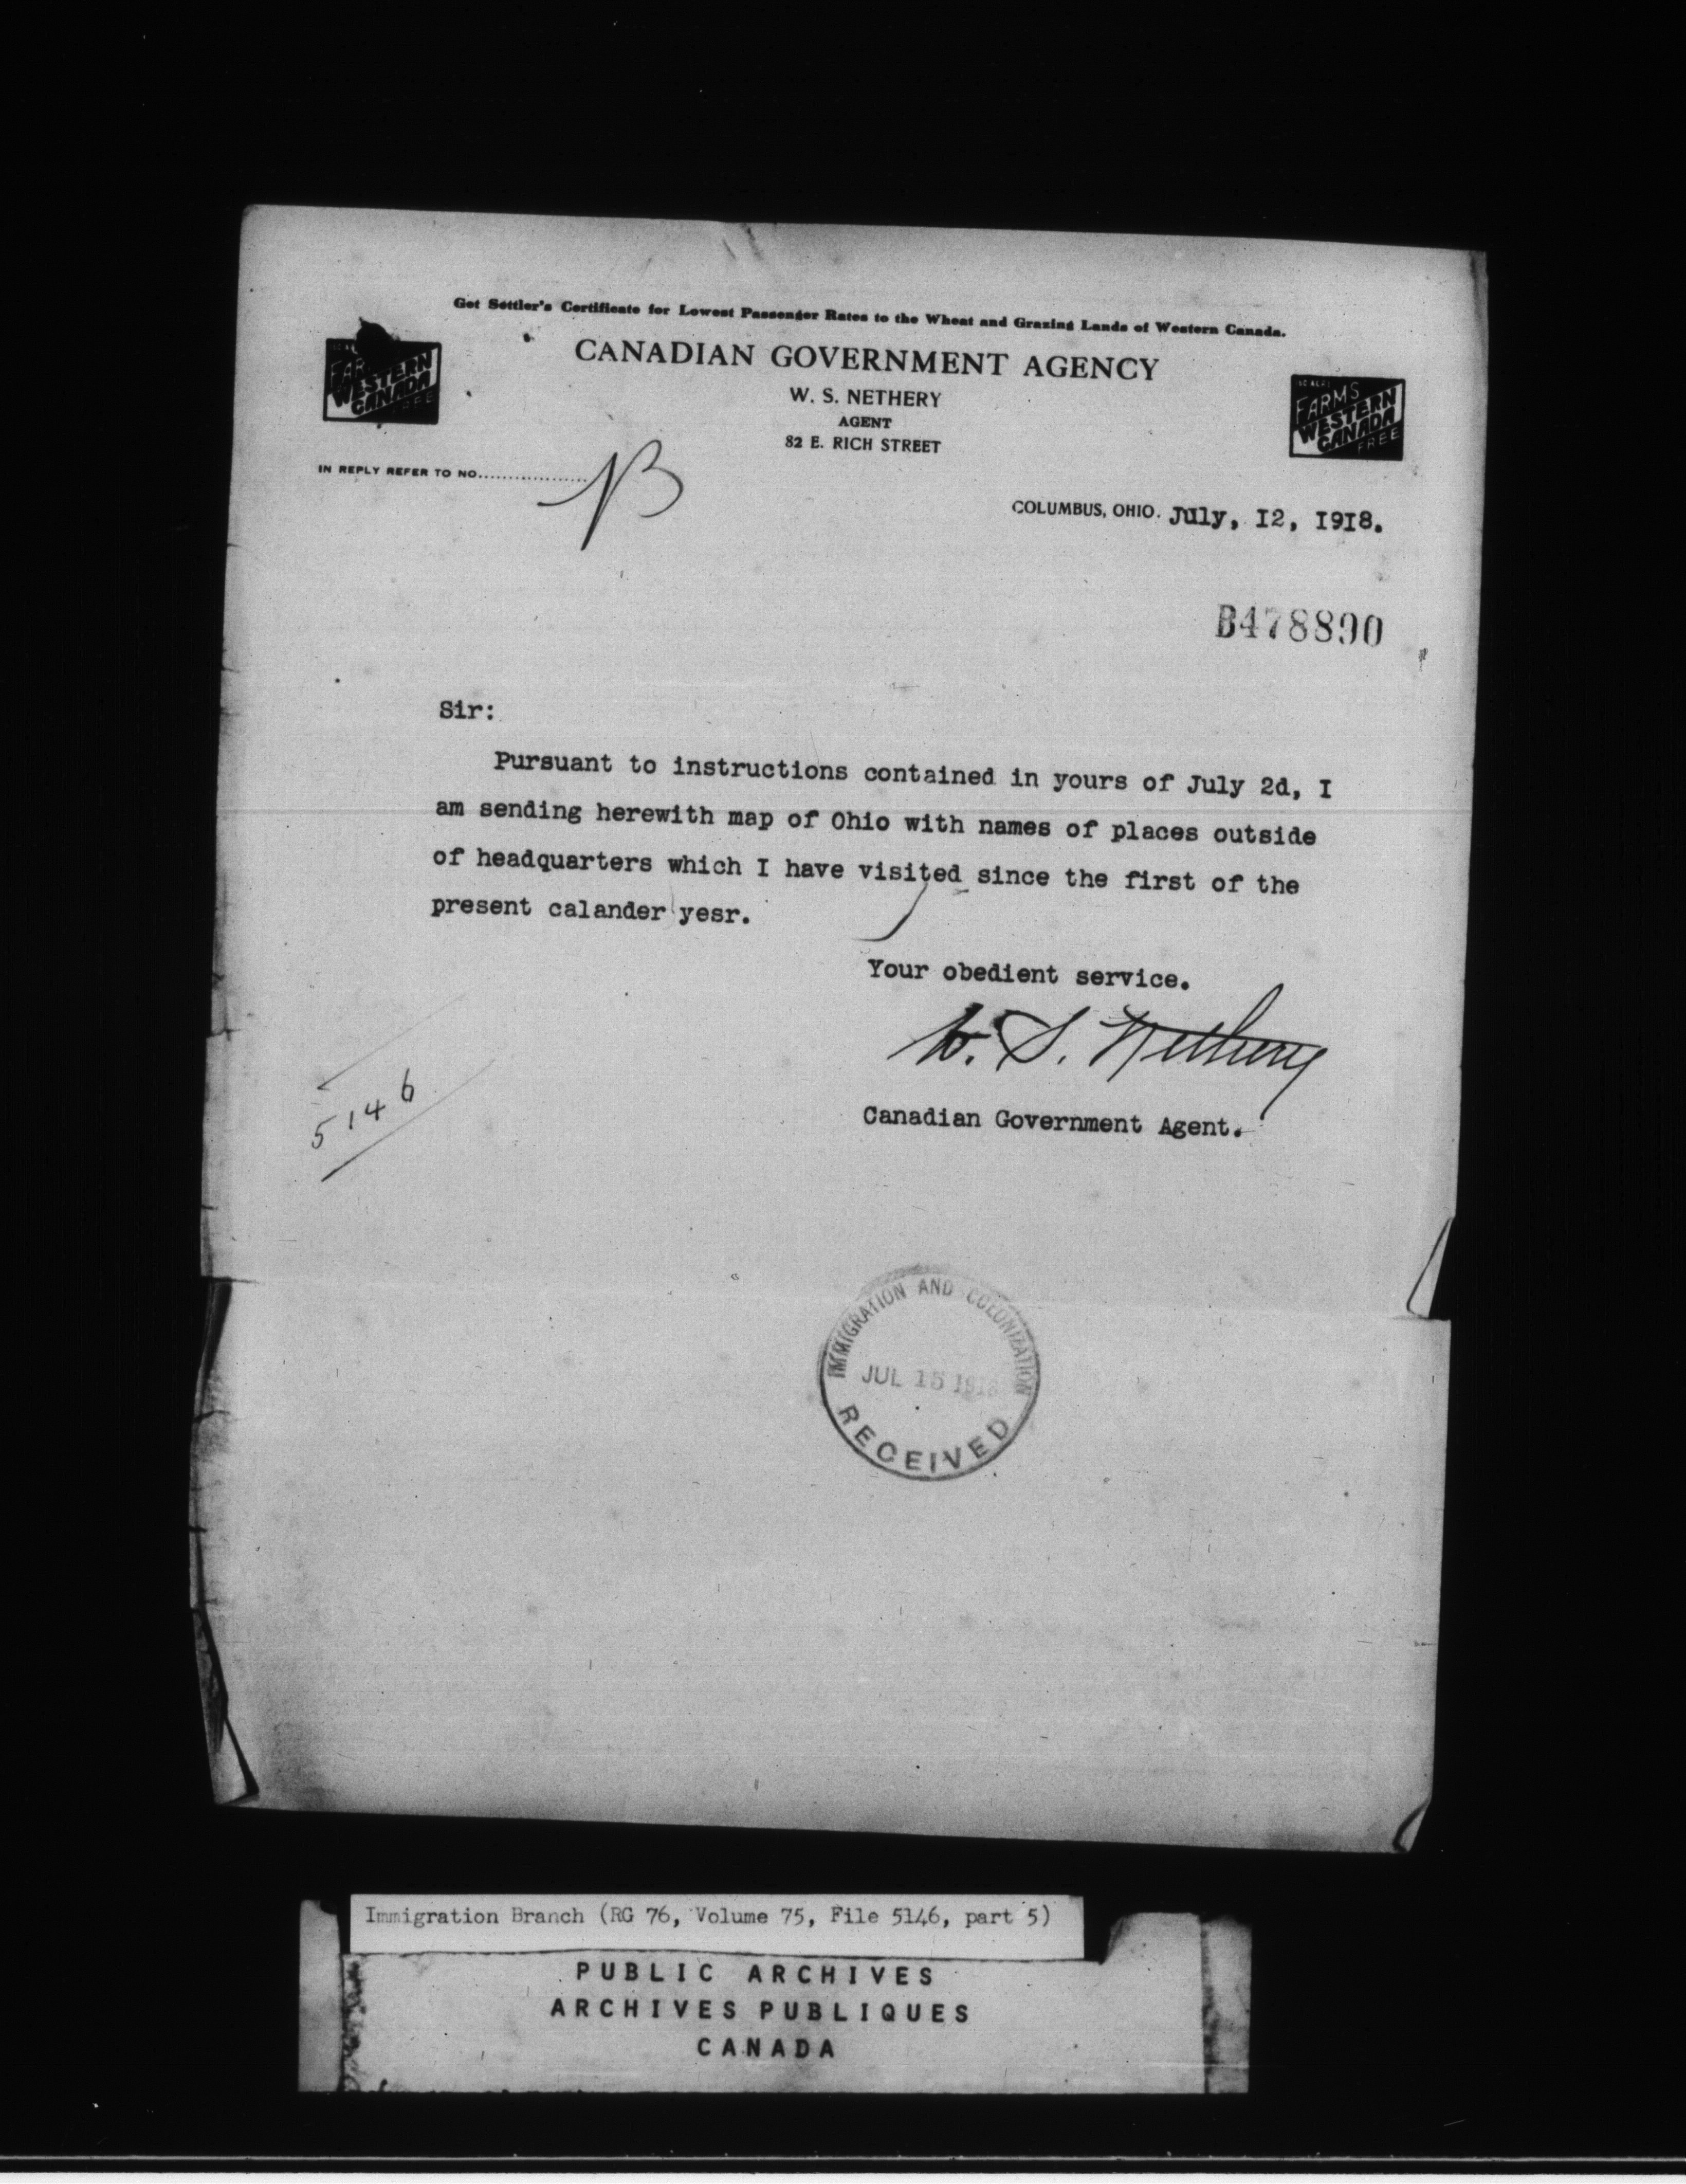 Get Settler's Certificate for Lowest Passenger Rates to the Wheat and Grazing Lands of Western Canada.
CANADIAN GOVERNMENT AGENCY
W. S. NETHERY
AGENT
82 E. RICH STREET
WESTERN
CANADA
FREE
FARMS
WESTERN
CANADA
FREE
IN REPLY REFER TO NO...................
COLUMBUS, OHIO. July, I2, I9I8.
B478890
Sir:
Pursuant to instructions contained in yours of July 2d, I
am sending herewith map of Ohio with names of places outside
of headquarters which I have visited since the first of the
present calander yesr.
Your obedient service.
W. S. Nethery
Canadian Government Agent.
5146
IMMIGRATION AND COLONIZATION
JUL 15 1918
RECEIVED
Immigration Branch (RG 76, Volume 75, File 5146, part 5)
PUBLIC ARCHIVES
ARCHIVES PUBLIQUES
CANADA